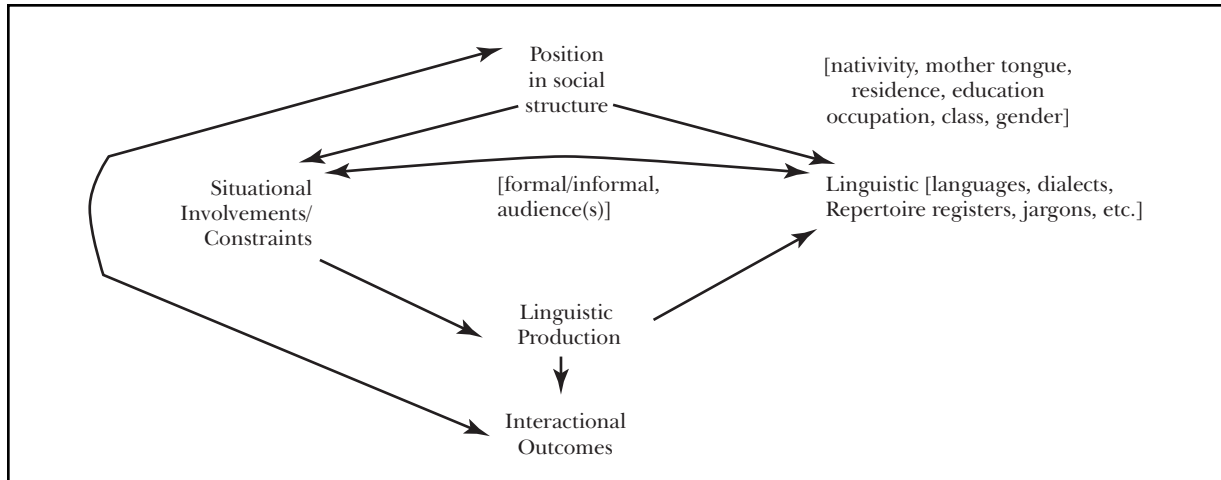 Position
in social
structure
[nativivity, mother tongue,
residence, education
occupation, class, gender]
Situational
Involvements/
Constraints
[formal/informal,
audience(s)]
Linguistic [languages, dialects,
Repertoire registers, jargons, etc.]
Linguistic
Production
Interactional
Outcomes